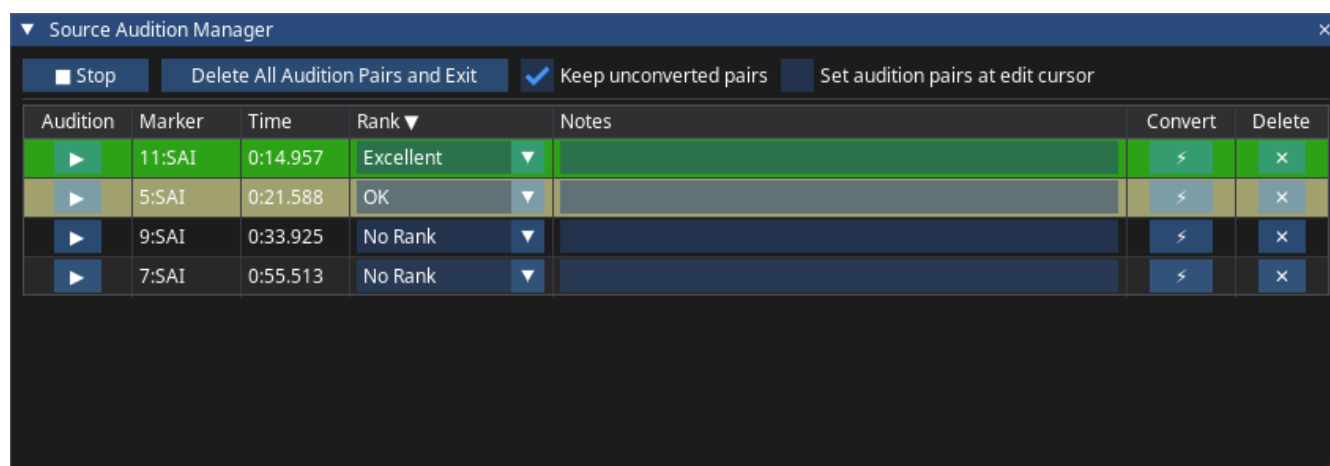 ▼ Source Audition Manager ×
■ Stop Delete All Audition Pairs and Exit Keep unconverted pairs Set audition pairs at edit cursor
Audition Marker Time Rank ▼ Notes Convert Delete
▶ 11:SAI 0:14.957 Excellent ▼ ⚡ ×
▶ 5:SAI 0:21.588 OK ▼ ⚡ ×
▶ 9:SAI 0:33.925 No Rank ▼ ⚡ ×
▶ 7:SAI 0:55.513 No Rank ▼ ⚡ ×